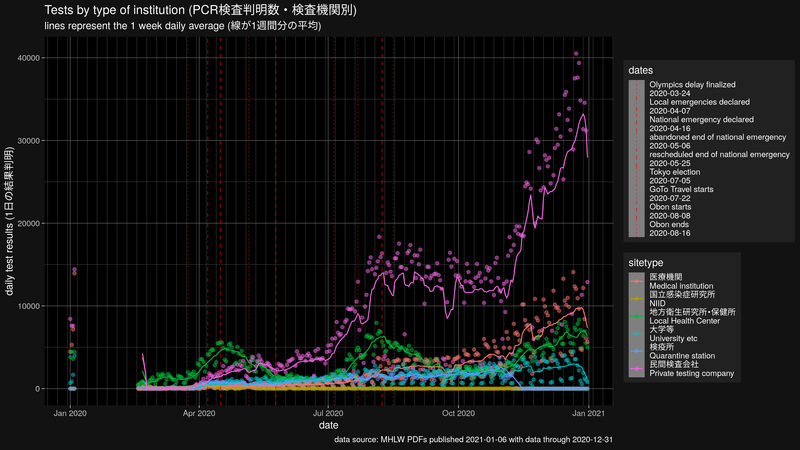 Tests by type of institution (PCR検査判明数・検査機関別)
lines represent the 1 week daily average (線が1週間分の平均)
daily test results (1日の結果判明)
40000
30000
20000
10000
0
Jan 2020
Apr 2020
Jul 2020
Oct 2020
Jan 2021
date
data source: MHLW PDFs published 2021-01-06 with data through 2020-12-31
dates
Olympics delay finalized
2020-03-24
Local emergencies declared
2020-04-07
National emergency declared
2020-04-16
abandoned end of national emergency
2020-05-06
rescheduled end of national emergency
2020-05-25
Tokyo election
2020-07-05
GoTo Travel starts
2020-07-22
Obon starts
2020-08-08
Obon ends
2020-08-16
sitetype
医療機関
Medical institution
国立感染症研究所
NIID
地方衛生研究所・保健所
Local Health Center
大学等
University etc
検疫所
Quarantine station
民間検査会社
Private testing company